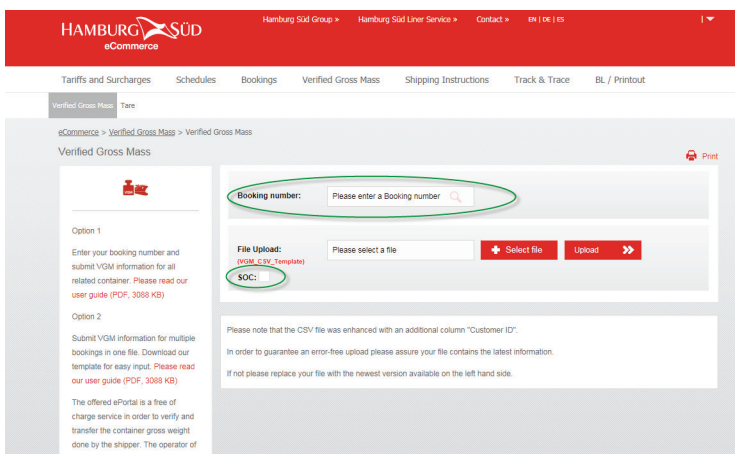 HAMBURG SÜD
eCommerce
Hamburg Süd Group » Hamburg Süd Liner Service » Contact » EN | DE | ES
Tariffs and Surcharges Schedules Bookings Verified Gross Mass Shipping Instructions Track & Trace BL / Printout
Verified Gross Mass Tare
eCommerce > Verified Gross Mass > Verified Gross Mass
Verified Gross Mass
Print
Booking number: Please enter a Booking number
Option 1
Enter your booking number and
submit VGM information for all
related container. Please read our
user guide (PDF, 3088 KB)
Option 2
Submit VGM information for multiple
bookings in one file. Download our
template for easy input. Please read
our user guide (PDF, 3088 KB)
The offered ePortal is a free of
charge service in order to verify and
transfer the container gross weight
done by the shipper. The operator of
File Upload: Please select a file Select file Upload
(VGM_CSV_Template)
SOC:
Please note that the CSV file was enhanced with an additional column "Customer ID".
In order to guarantee an error-free upload please assure your file contains the latest information.
If not please replace your file with the newest version available on the left hand side.